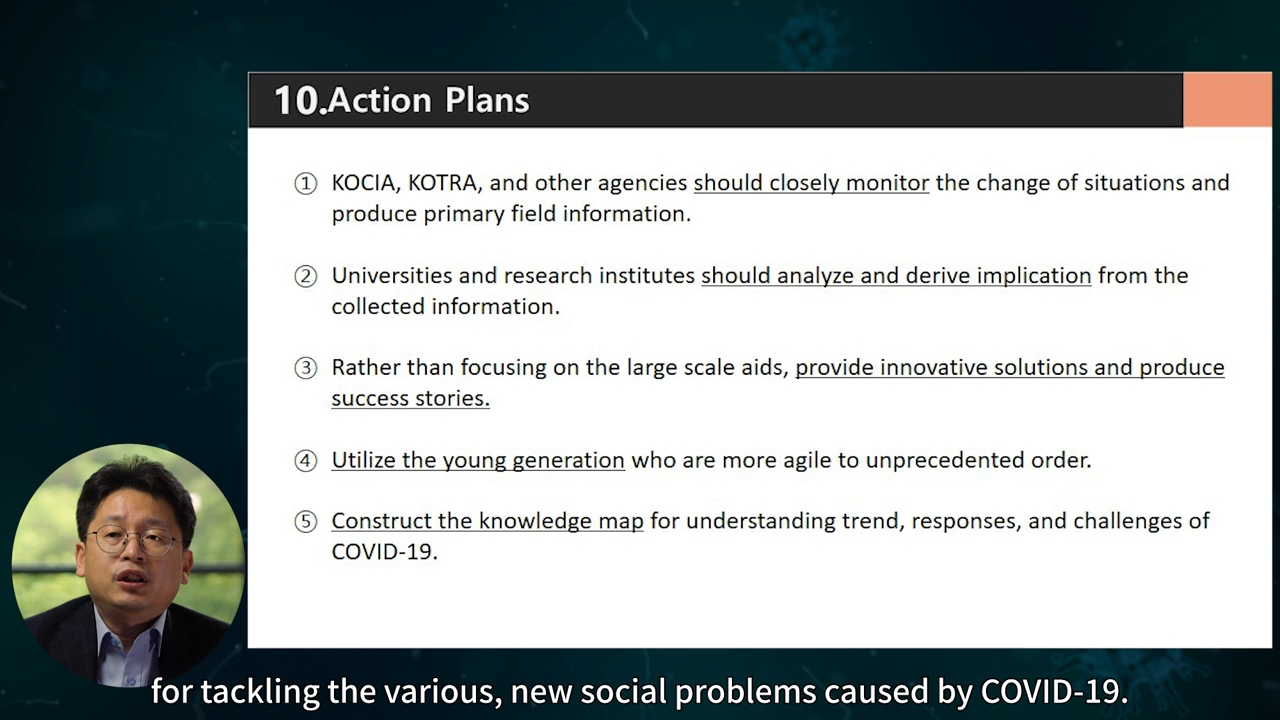 10.Action Plans
① KOCIA, KOTRA, and other agencies should closely monitor the change of situations and
produce primary field information.
② Universities and research institutes should analyze and derive implication from the
collected information.
③ Rather than focusing on the large scale aids, provide innovative solutions and produce
success stories.
④ Utilize the young generation who are more agile to unprecedented order.
⑤ Construct the knowledge map for understanding trend, responses, and challenges of
COVID-19.
for tackling the various, new social problems caused by COVID-19.